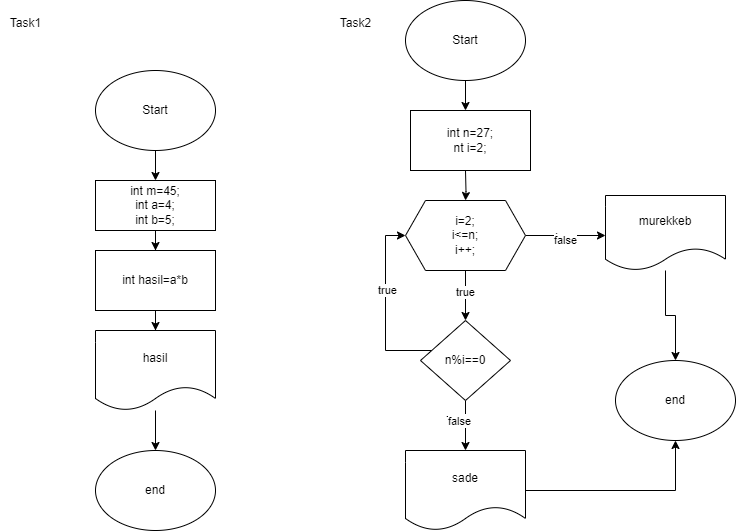 Task1
Start
int m=45;
int a=4;
int b=5;
int hasil=a*b
hasil
end
Task2
Start
int n=27;
nt i=2;
i=2;
i<=n;
i++;
false
murekkeb
true
true
n%i==0
false
sade
end